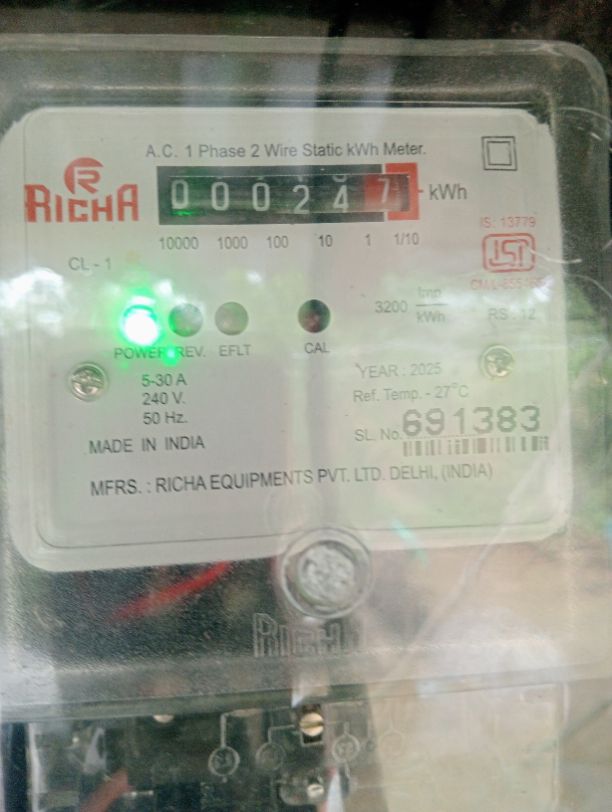 A.C. 1 Phase 2 Wire Static kWh Meter.
RICHA
000247 kWh
10000 1000 100 10 1 1/10
IS: 13779
CL - 1
ISI
3200 imp/kWh
RS : 12
POWER REV. EFLT CAL
5-30 A
240 V.
50 Hz.
YEAR : 2025
Ref. Temp. - 27°C
SL. No. 691383
MADE IN INDIA
MFRS. : RICHA EQUIPMENTS PVT. LTD. DELHI, (INDIA)
RICHA